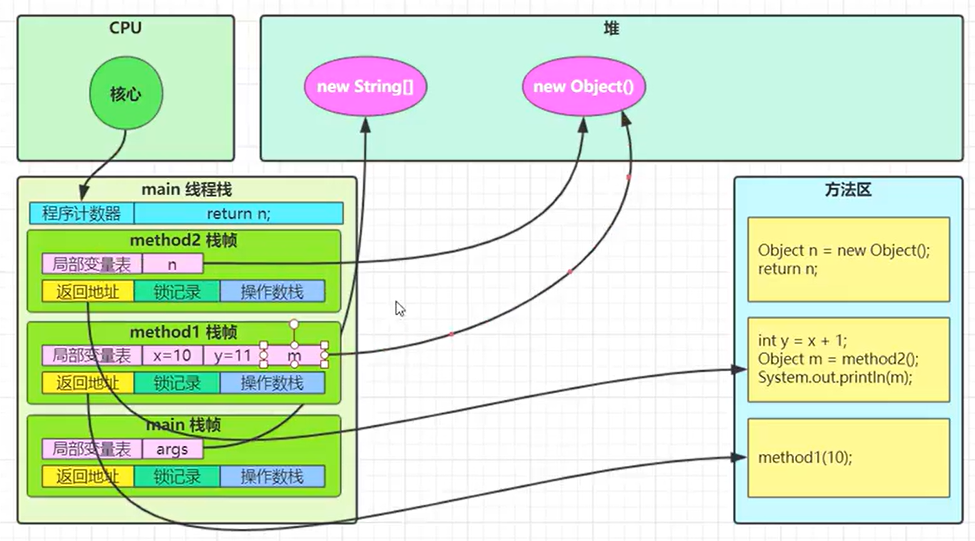 CPU
核心
堆
new String[]
new Object()
main 线程栈
程序计数器 return n;
method2 栈帧
局部变量表 n
返回地址 锁记录 操作数栈
method1 栈帧
局部变量表 x=10 y=11 m
返回地址 锁记录 操作数栈
main 栈帧
局部变量表 args
返回地址 锁记录 操作数栈
方法区
Object n = new Object();
return n;
int y = x + 1;
Object m = method2();
System.out.println(m);
method1(10);